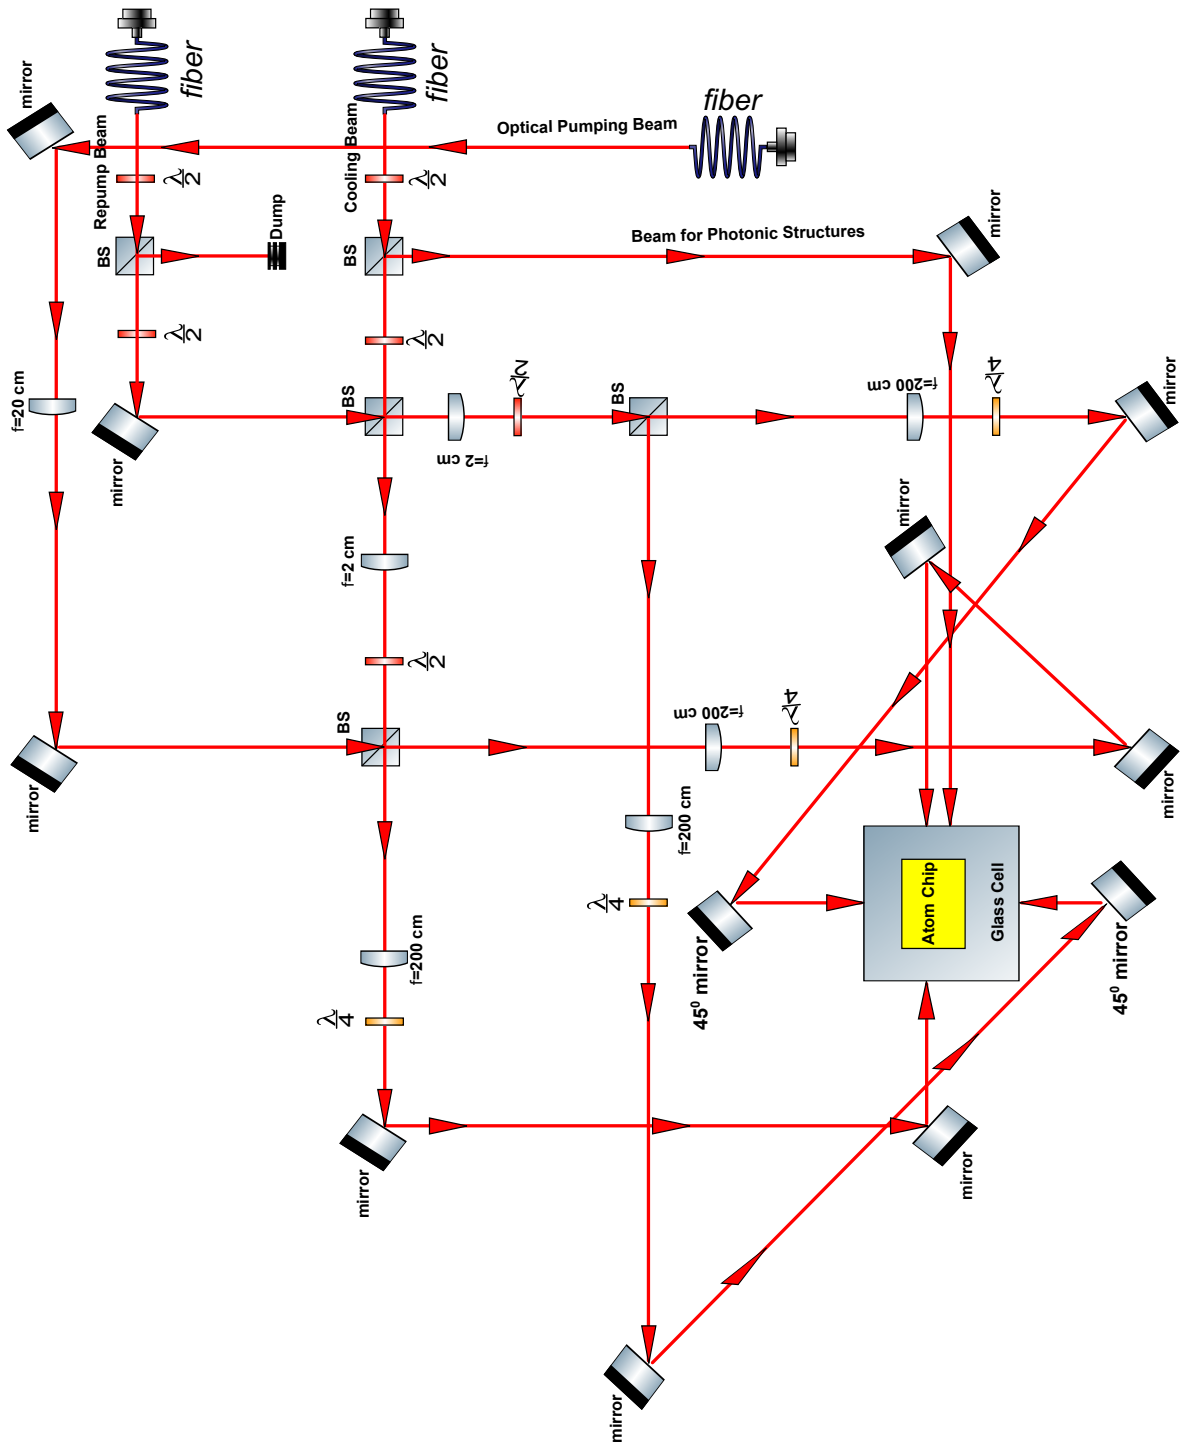 fiber
fiber
fiber
mirror
Repump Beam
Cooling Beam
Optical Pumping Beam
λ/2
λ/2
BS
Dump
BS
Beam for Photonic Structures
mirror
λ/2
λ/2
f=20 cm
mirror
BS
f=2 cm
λ/2
BS
f=200 cm
λ/4
mirror
mirror
f=2 cm
λ/2
mirror
BS
f=200 cm
λ/4
mirror
f=200 cm
λ/4
Atom Chip
Glass Cell
45⁰ mirror
45⁰ mirror
f=200 cm
λ/4
mirror
mirror
mirror